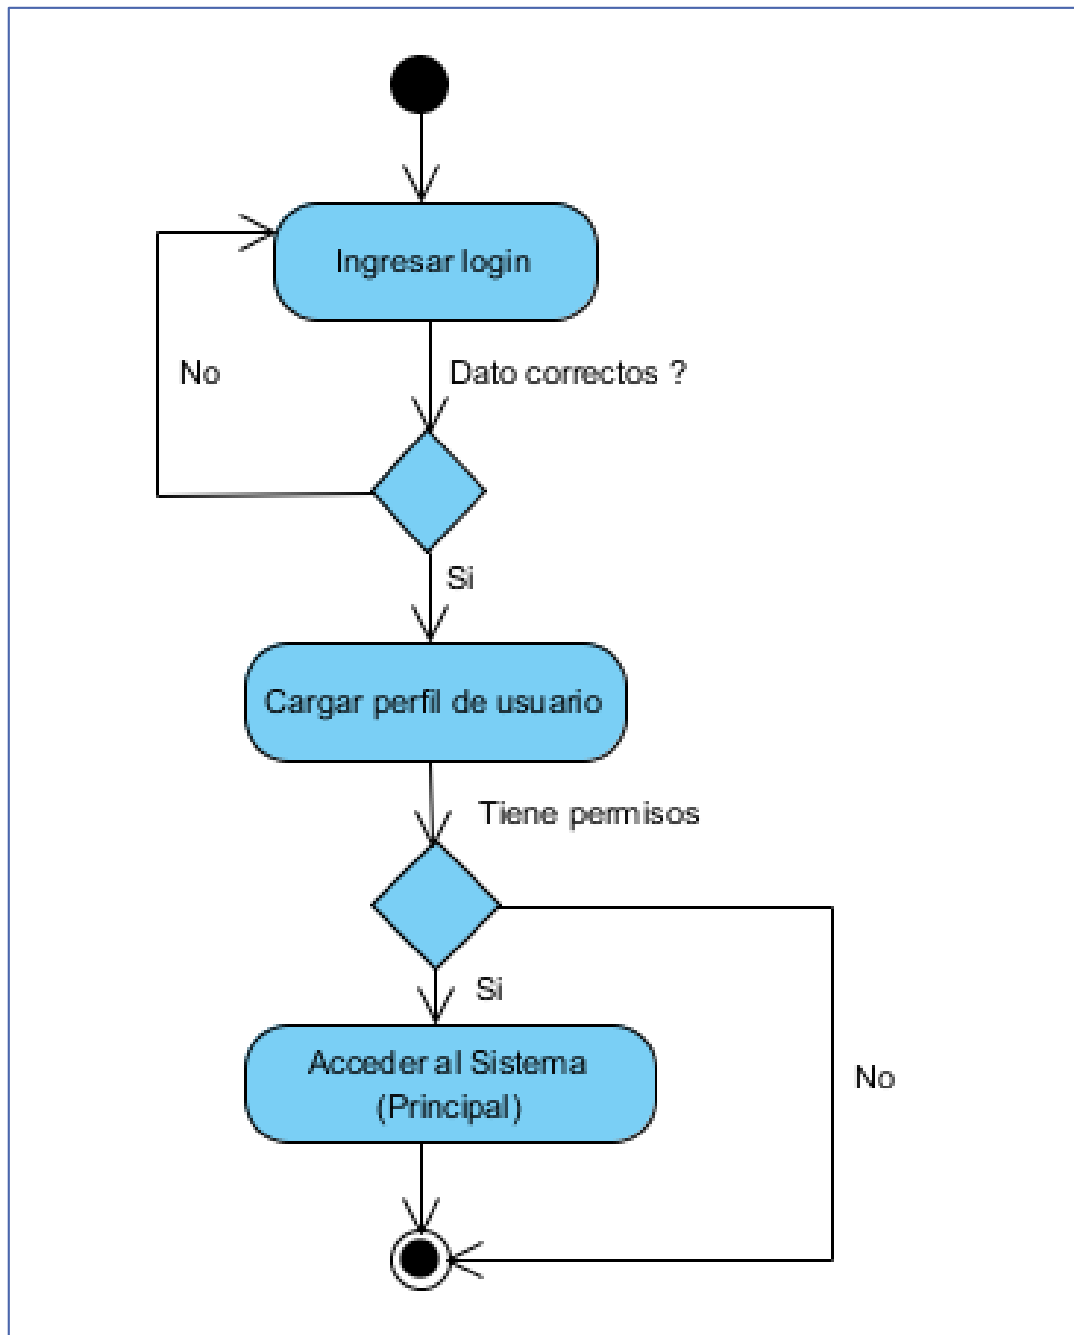 Ingresar login
No
Dato correctos ?
Si
Cargar perfil de usuario
Tiene permisos
Si
Acceder al Sistema
(Principal)
No